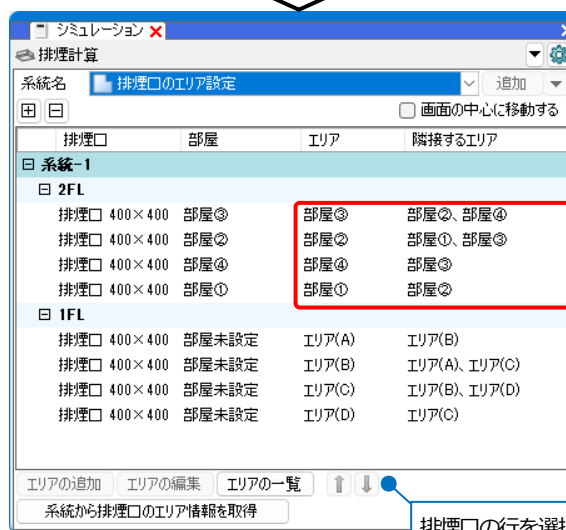 シミュレーション
排煙計算
系統名 排煙口のエリア設定 追加
画面の中心に移動する
排煙口 部屋 エリア 隣接するエリア
系統-1
2FL
排煙口 400×400 部屋③ 部屋③ 部屋②、部屋④
排煙口 400×400 部屋② 部屋② 部屋①、部屋③
排煙口 400×400 部屋④ 部屋④ 部屋③
排煙口 400×400 部屋① 部屋① 部屋②
1FL
排煙口 400×400 部屋未設定 エリア(A) エリア(B)
排煙口 400×400 部屋未設定 エリア(B) エリア(A)、エリア(C)
排煙口 400×400 部屋未設定 エリア(C) エリア(B)、エリア(D)
排煙口 400×400 部屋未設定 エリア(D) エリア(C)
エリアの追加 エリアの編集 エリアの一覧
系統から排煙口のエリア情報を取得
排煙口の行を選択